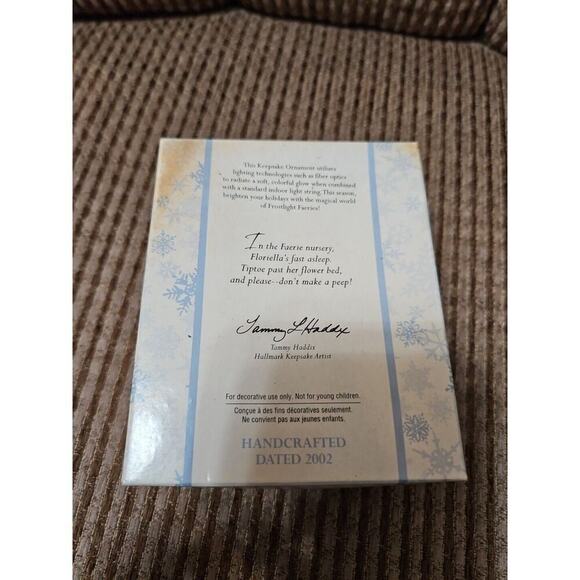 This Keepsake Ornament utilizes
lighting technologies such as fiber optics
to radiate a soft, colorful glow when combined
with a standard indoor light string. This season,
brighten your holidays with the magical world
of Frostlight Faeries!
In the Faerie nursery,
Floriella's fast asleep.
Tiptoe past her flower bed,
and please--don't make a peep!
Tammy L Haddix
Tammy Haddix
Hallmark Keepsake Artist
For decorative use only. Not for young children.
Conçue à des fins décoratives seulement.
Ne convient pas aux jeunes enfants.
HANDCRAFTED
DATED 2002